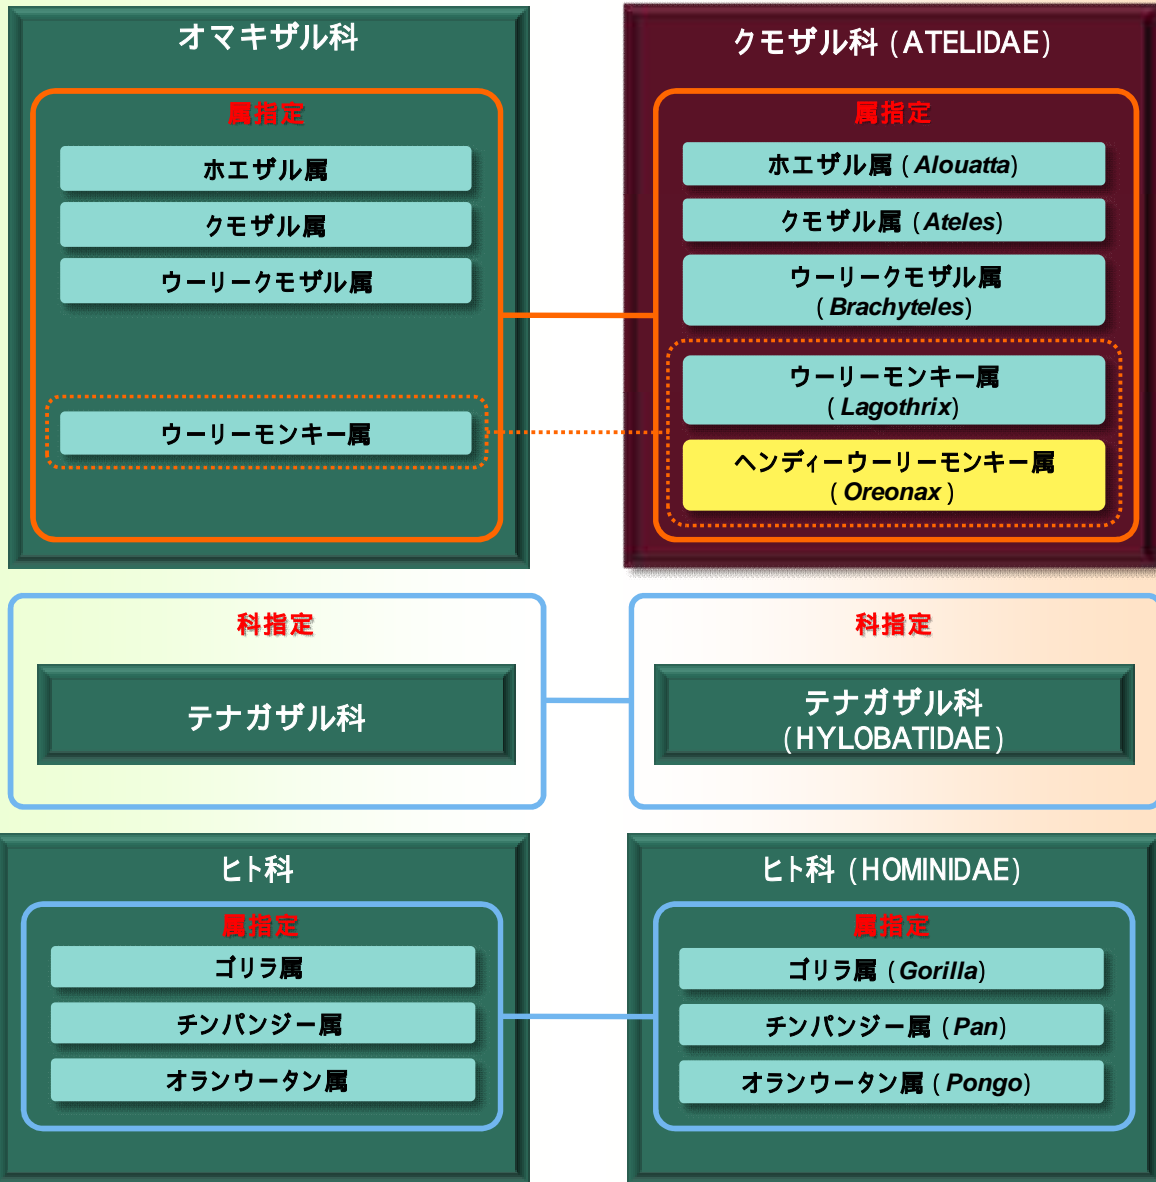 オマキザル科
属指定
ホエザル属
クモザル属
ウーリークモザル属
ウーリーモンキー属
クモザル科 (ATELIDAE)
属指定
ホエザル属 (Alouatta)
クモザル属 (Ateles)
ウーリークモザル属
(Brachyteles)
ウーリーモンキー属
(Lagothrix)
ヘンディーウーリーモンキー属
(Oreonax)
科指定
テナガザル科
科指定
テナガザル科
(HYLOBATIDAE)
ヒト科
属指定
ゴリラ属
チンパンジー属
オランウータン属
ヒト科 (HOMINIDAE)
属指定
ゴリラ属 (Gorilla)
チンパンジー属 (Pan)
オランウータン属 (Pongo)